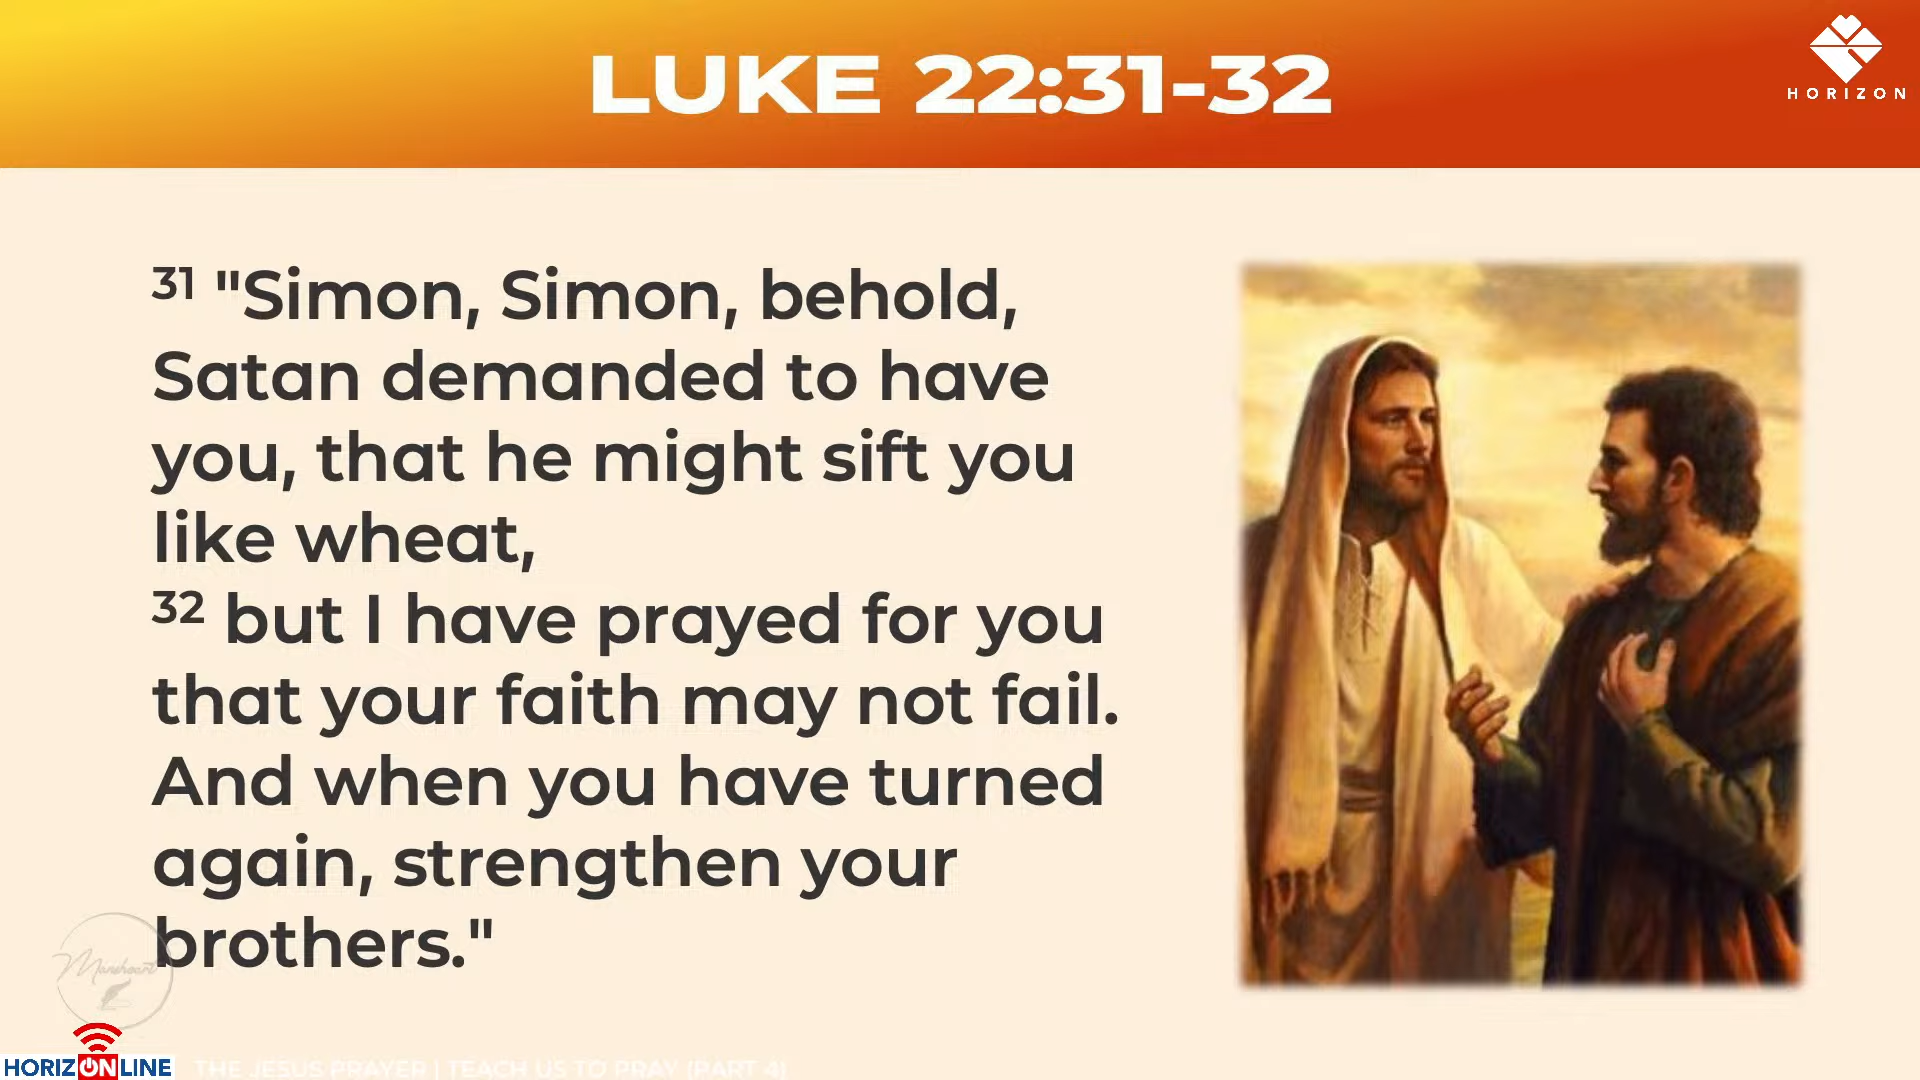 LUKE 22:31-32
HORIZON
31 "Simon, Simon, behold,
Satan demanded to have
you, that he might sift you
like wheat,
32 but I have prayed for you
that your faith may not fail.
And when you have turned
again, strengthen your
brothers."
HORIZONLINE
THE JESUS PRAYER | TEACH US TO PRAY (PART 4)